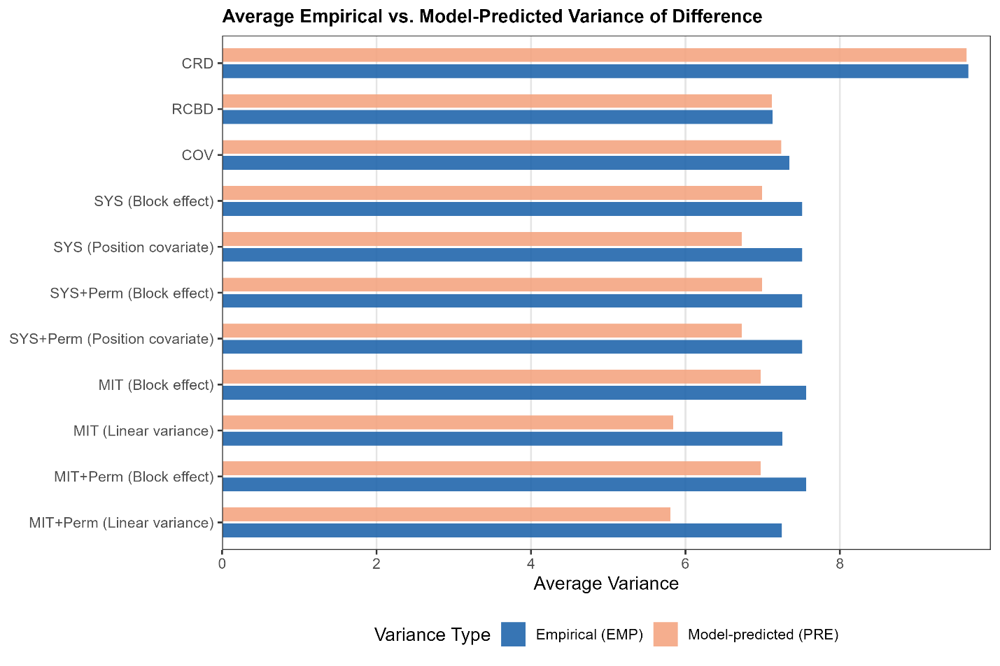 Average Empirical vs. Model-Predicted Variance of Difference
CRD
RCBD
COV
SYS (Block effect)
SYS (Position covariate)
SYS+Perm (Block effect)
SYS+Perm (Position covariate)
MIT (Block effect)
MIT (Linear variance)
MIT+Perm (Block effect)
MIT+Perm (Linear variance)
0 2 4 6 8
Average Variance
Variance Type Empirical (EMP) Model-predicted (PRE)